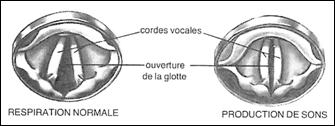 cordes vocales
ouverture
de la glotte
RESPIRATION NORMALE
PRODUCTION DE SONS